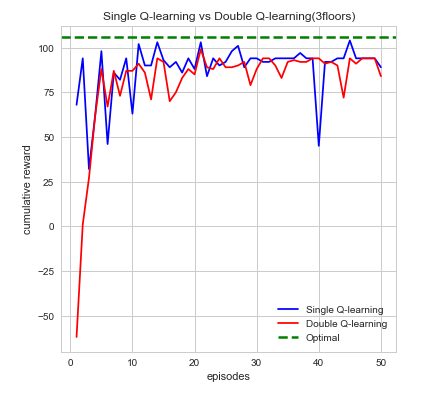 Single Q-learning vs Double Q-learning(3floors)
100
75
50
25
0
−25
−50
cumulative reward
0
10
20
30
40
50
episodes
Single Q-learning
Double Q-learning
Optimal